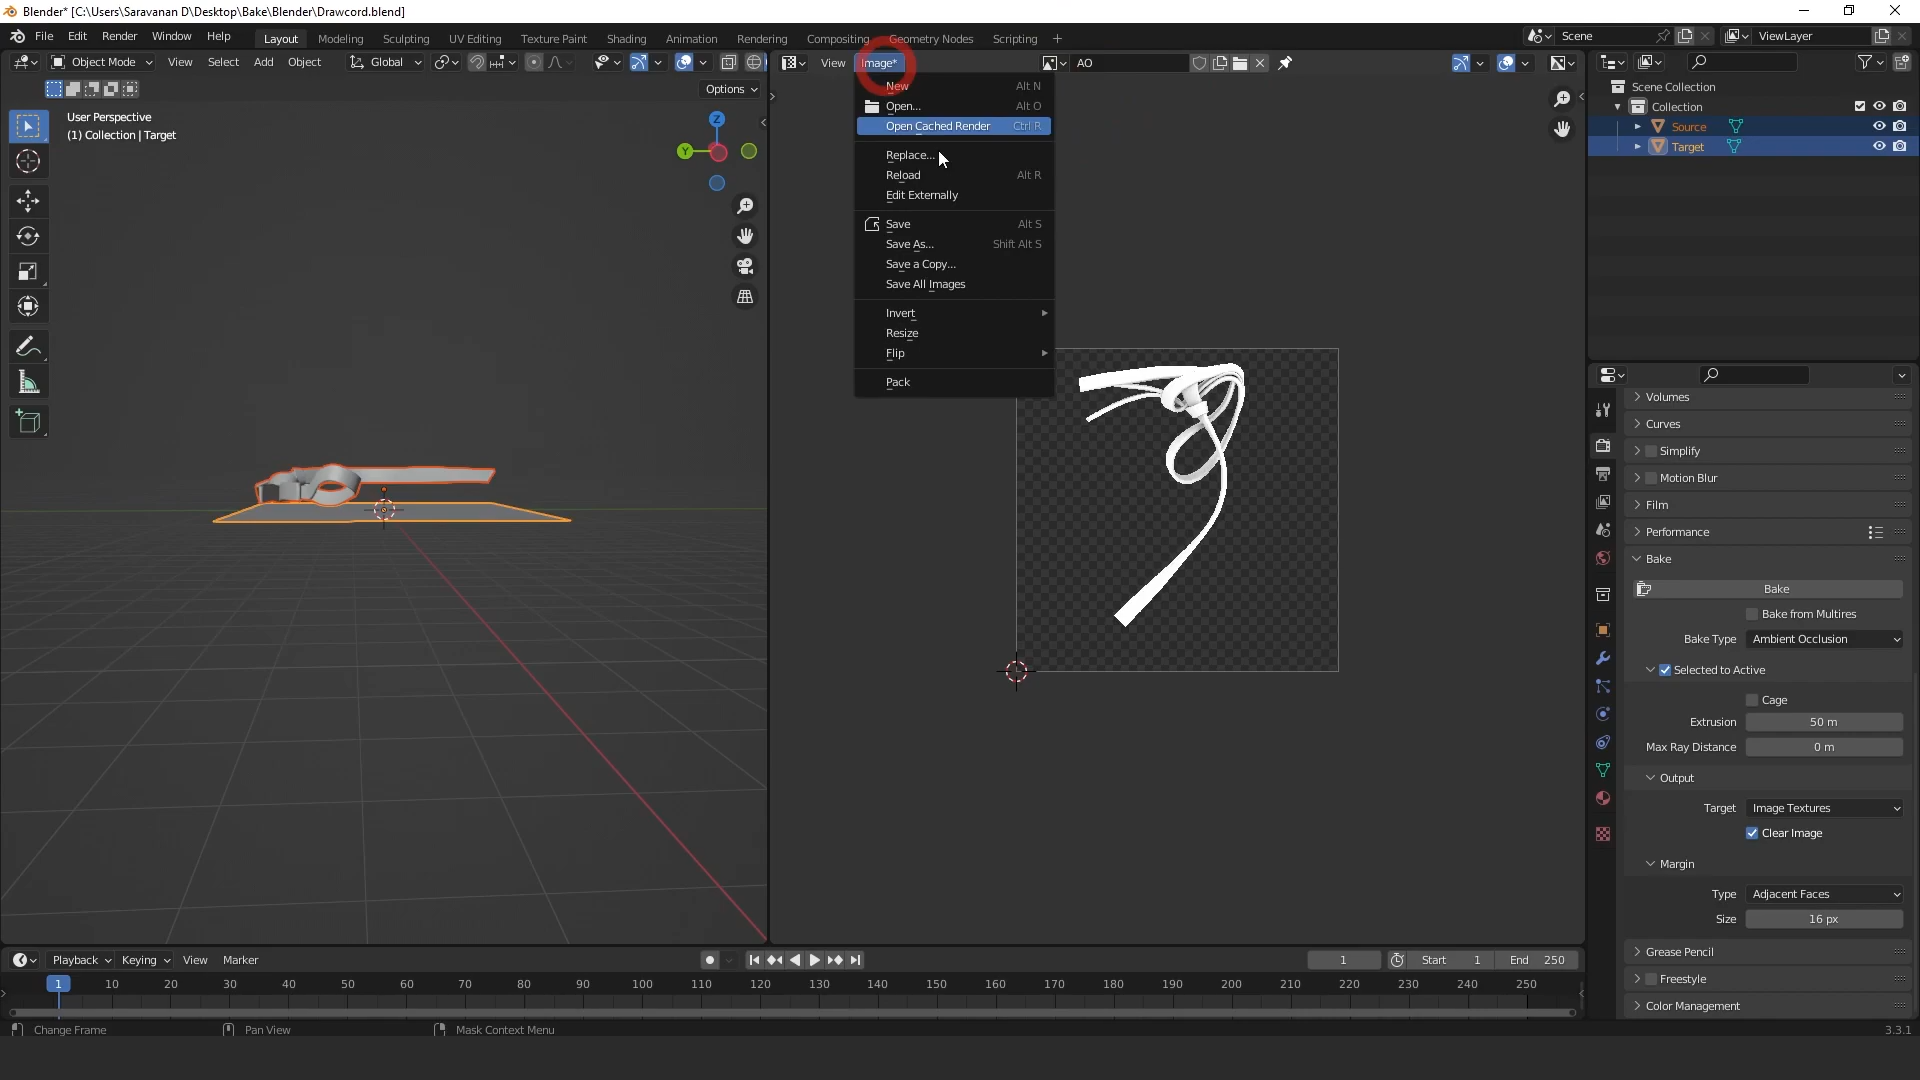 Blender* [C:\Users\Saravanan D\Desktop\Bake\Blender\Drawcord.blend]
File Edit Render Window Help Layout Modeling Sculpting UV Editing Texture Paint Shading Animation Rendering Compositing Geometry Nodes Scripting + Scene ViewLayer
Object Mode View Select Add Object Global View Image* AO
Options
User Perspective
(1) Collection | Target
Z
Y
New Alt N
Open... Alt O
Open Cached Render Ctrl R
Replace...
Reload Alt R
Edit Externally
Save Alt S
Save As... Shift Alt S
Save a Copy...
Save All Images
Invert
Resize
Flip
Pack
Scene Collection
Collection
Source
Target
Volumes
Curves
Simplify
Motion Blur
Film
Performance
Bake
Bake
Bake from Multires
Bake Type Ambient Occlusion
Selected to Active
Cage
Extrusion 50 m
Max Ray Distance 0 m
Output
Target Image Textures
Clear Image
Margin
Type Adjacent Faces
Size 16 px
Grease Pencil
Freestyle
Color Management
Playback Keying View Marker 1 Start 1 End 250
1 10 20 30 40 50 60 70 80 90 100 110 120 130 140 150 160 170 180 190 200 210 220 230 240 250
Change Frame Pan View Mask Context Menu 3.3.1